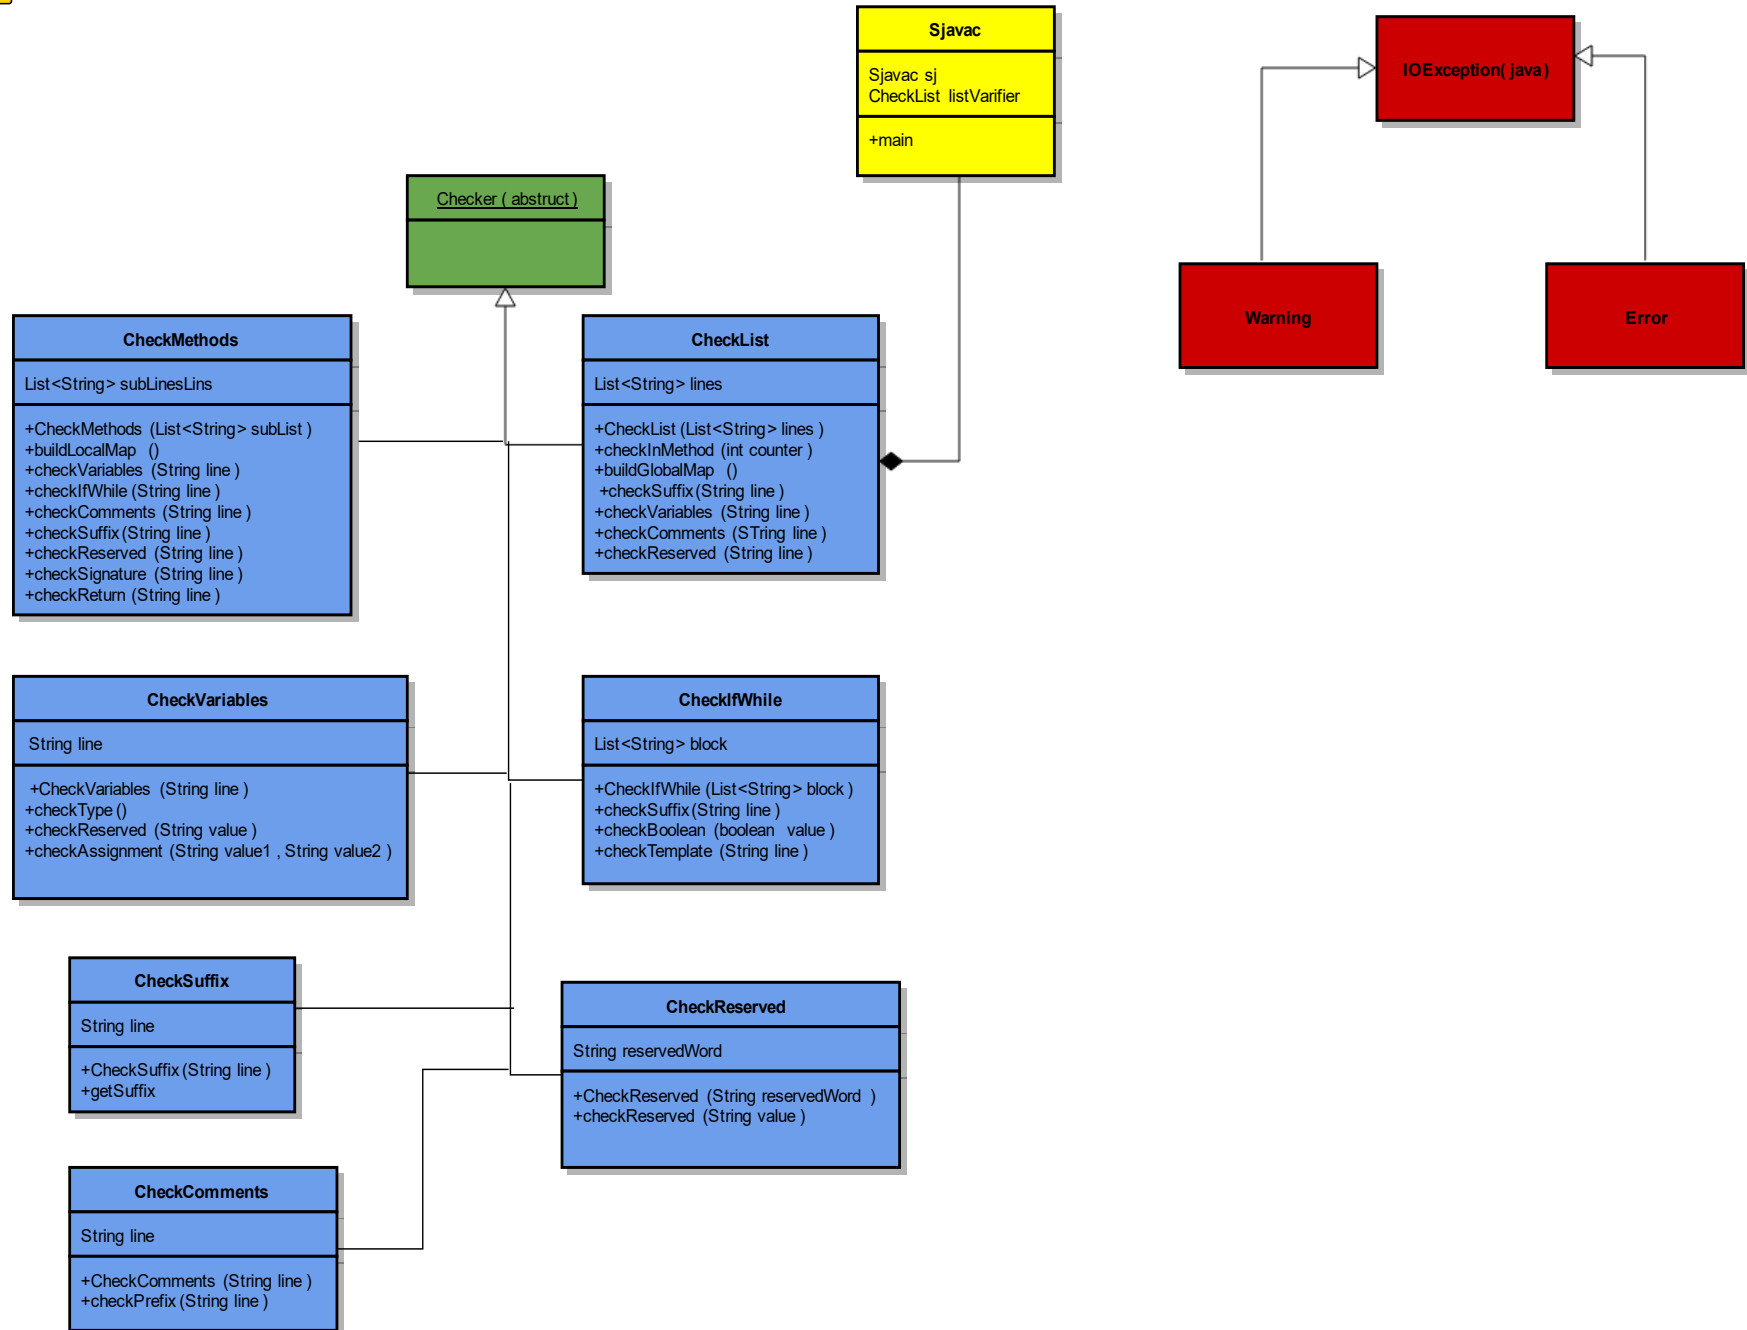 Sjavac
Sjavac sj
CheckList listVarifier
+main
IOException( java )
Warning
Error
Checker ( abstruct )
CheckMethods
List<String> subLinesLins
+CheckMethods (List<String> subList )
+buildLocalMap ()
+checkVariables (String line )
+checkIfWhile (String line )
+checkComments (String line )
+checkSuffix (String line )
+checkReserved (String line )
+checkSignature (String line )
+checkReturn (String line )
CheckList
List<String> lines
+CheckList (List<String> lines )
+checkInMethod (int counter )
+buildGlobalMap ()
+checkSuffix (String line )
+checkVariables (String line )
+checkComments (STring line )
+checkReserved (String line )
CheckVariables
String line
+CheckVariables (String line )
+checkType ()
+checkReserved (String value )
+checkAssignment (String value1 , String value2 )
CheckIfWhile
List<String> block
+CheckIfWhile (List<String> block )
+checkSuffix (String line )
+checkBoolean (boolean value )
+checkTemplate (String line )
CheckSuffix
String line
+CheckSuffix (String line )
+getSuffix
CheckReserved
String reservedWord
+CheckReserved (String reservedWord )
+checkReserved (String value )
CheckComments
String line
+CheckComments (String line )
+checkPrefix (String line )